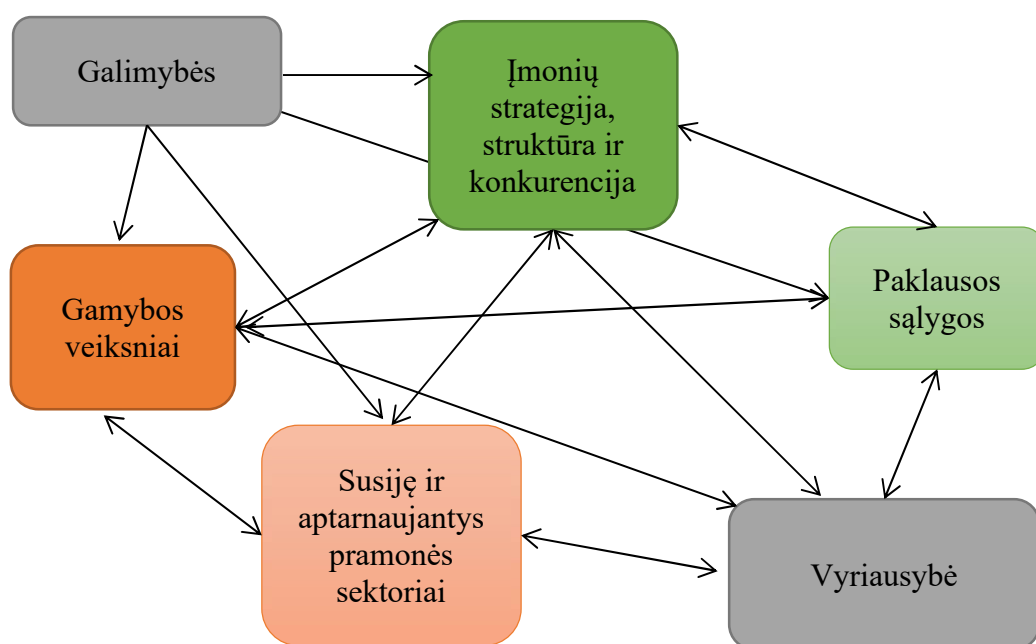 Galimybės
Įmonių
strategija,
struktūra ir
konkurencija
Gamybos
veiksniai
Paklausos
sąlygos
Susiję ir
aptarnaujantys
pramonės
sektoriai
Vyriausybė